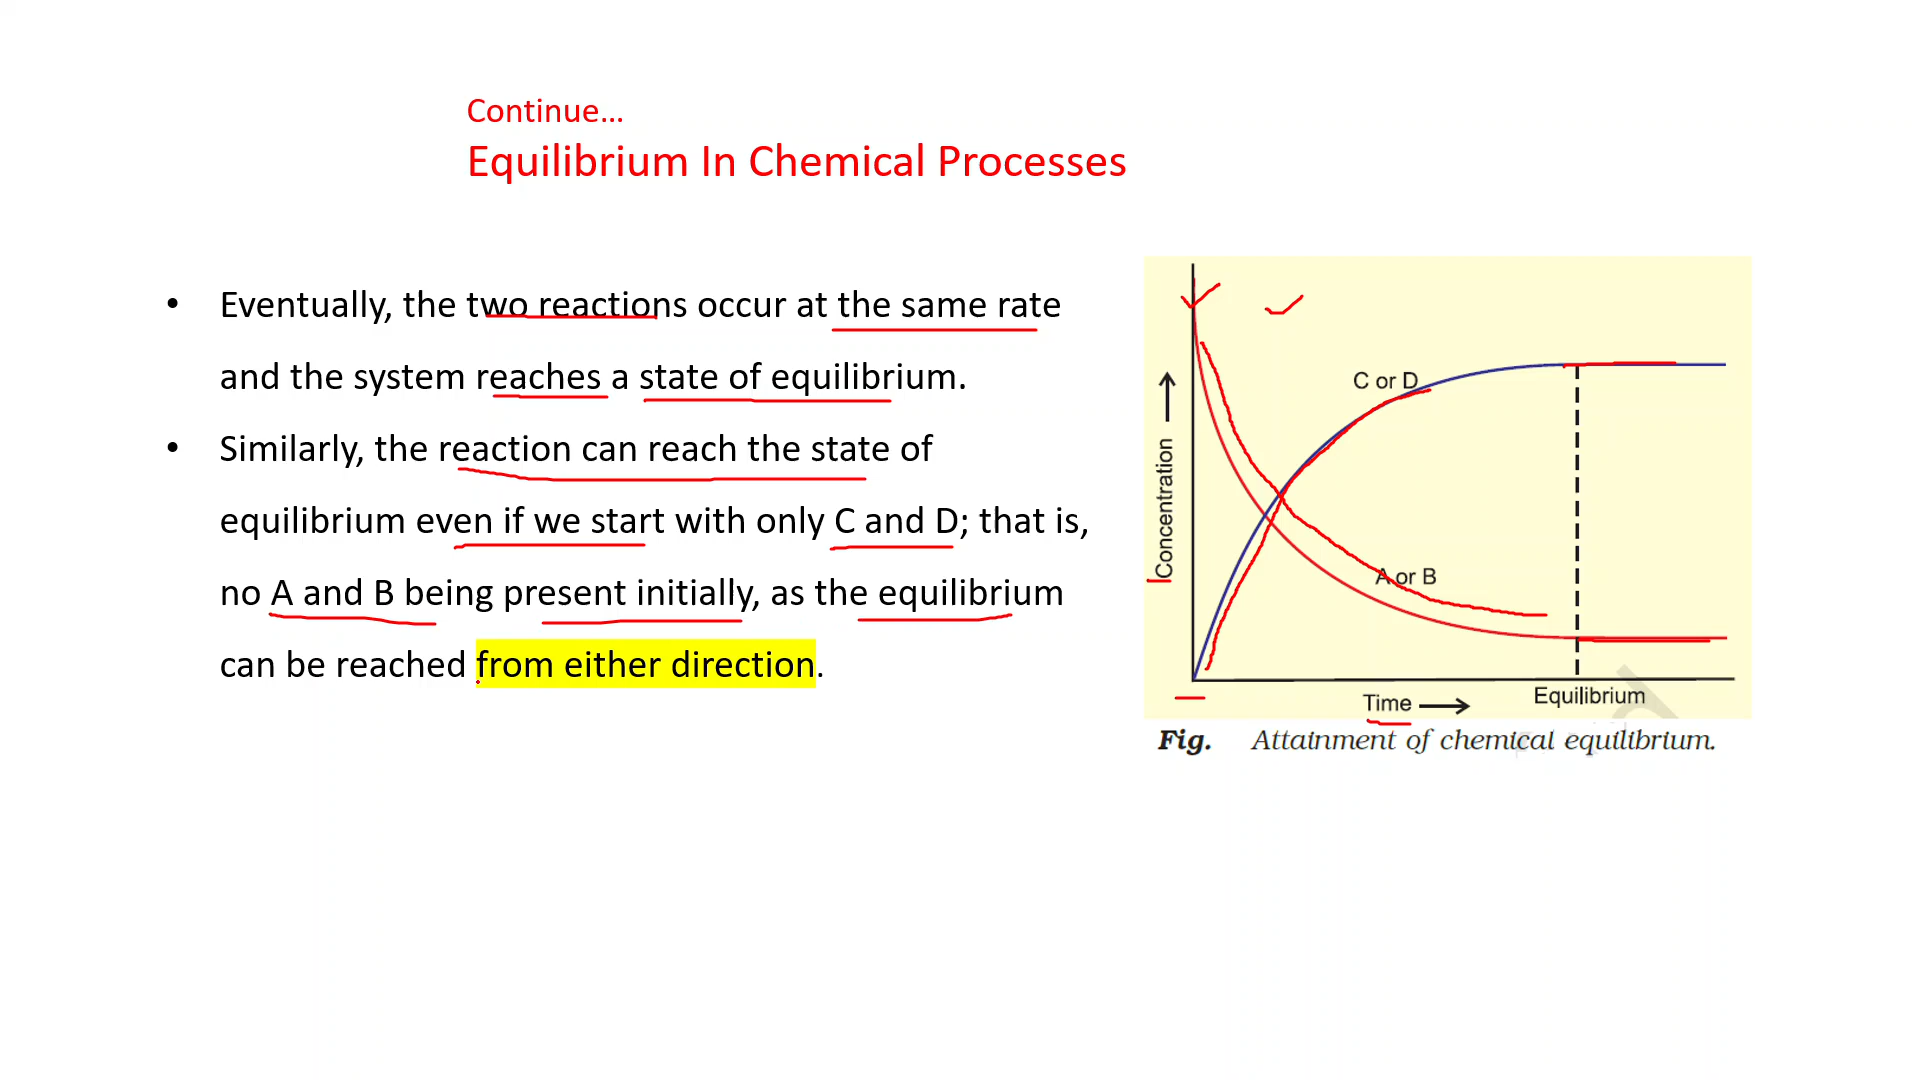 Continue...
Equilibrium In Chemical Processes
• Eventually, the two reactions occur at the same rate
and the system reaches a state of equilibrium.
• Similarly, the reaction can reach the state of
equilibrium even if we start with only C and D; that is,
no A and B being present initially, as the equilibrium
can be reached from either direction.
Concentration
C or D
A or B
Time
Equilibrium
Fig. Attainment of chemical equilibrium.